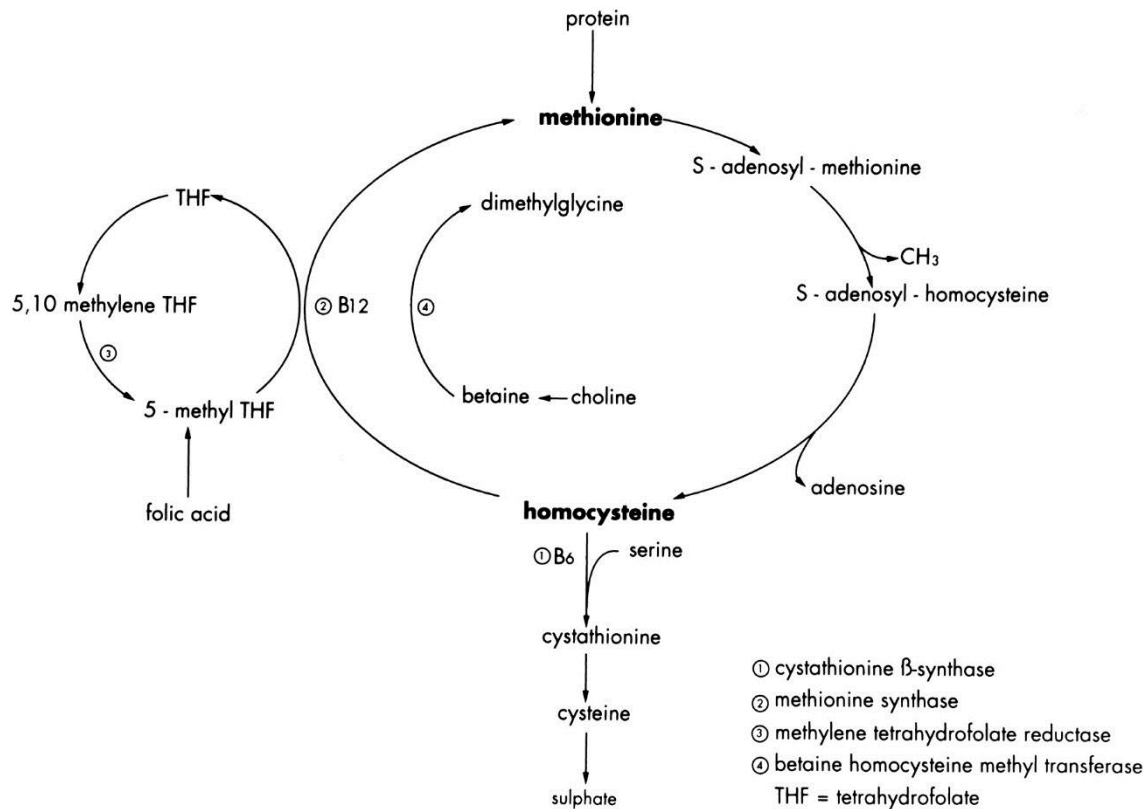 protein
methionine
S - adenosyl - methionine
THF
dimethylglycine
CH₃
5,10 methylene THF
② B12
④
S - adenosyl - homocysteine
③
5 - methyl THF
betaine
choline
adenosine
folic acid
homocysteine
① B₆
serine
cystathionine
cysteine
sulphate
① cystathionine ß-synthase
② methionine synthase
③ methylene tetrahydrofolate reductase
④ betaine homocysteine methyl transferase
THF = tetrahydrofolate